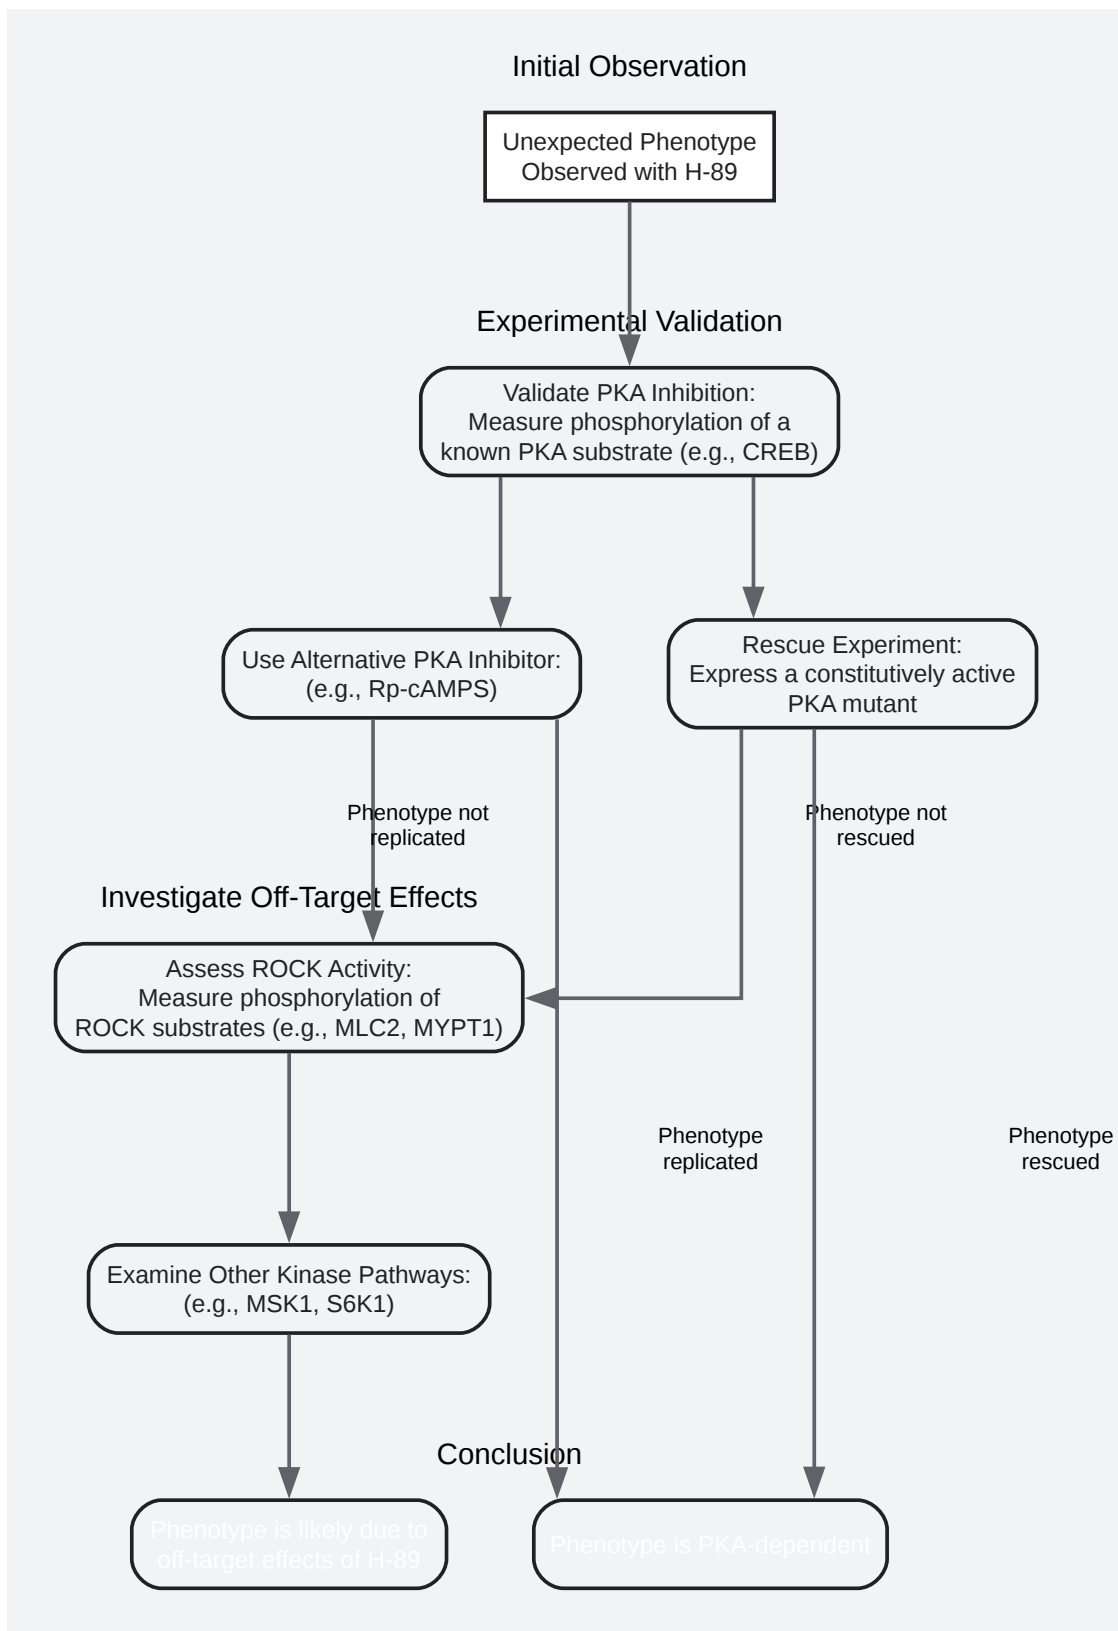 Initial Observation
Unexpected Phenotype
Observed with H-89
Experimental Validation
Validate PKA Inhibition:
Measure phosphorylation of a
known PKA substrate (e.g., CREB)
Use Alternative PKA Inhibitor:
(e.g., Rp-cAMPS)
Rescue Experiment:
Express a constitutively active
PKA mutant
Phenotype not
replicated
Phenotype not
rescued
Investigate Off-Target Effects
Assess ROCK Activity:
Measure phosphorylation of
ROCK substrates (e.g., MLC2, MYPT1)
Phenotype
replicated
Phenotype
rescued
Examine Other Kinase Pathways:
(e.g., MSK1, S6K1)
Conclusion
Phenotype is likely due to
off-target effects of H-89
Phenotype is PKA-dependent